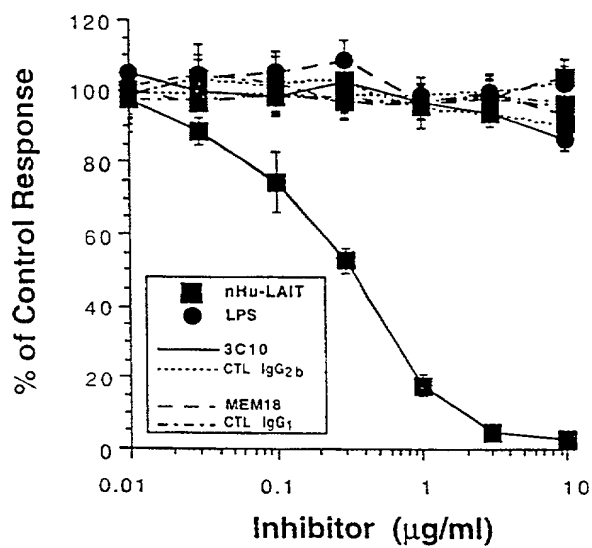 120
100
80
60
40
20
0
% of Control Response
nHu-LAIT
LPS
3C10
CTL IgG2b
MEM18
CTL IgG1
0.01
0.1
1
10
Inhibitor (µg/ml)